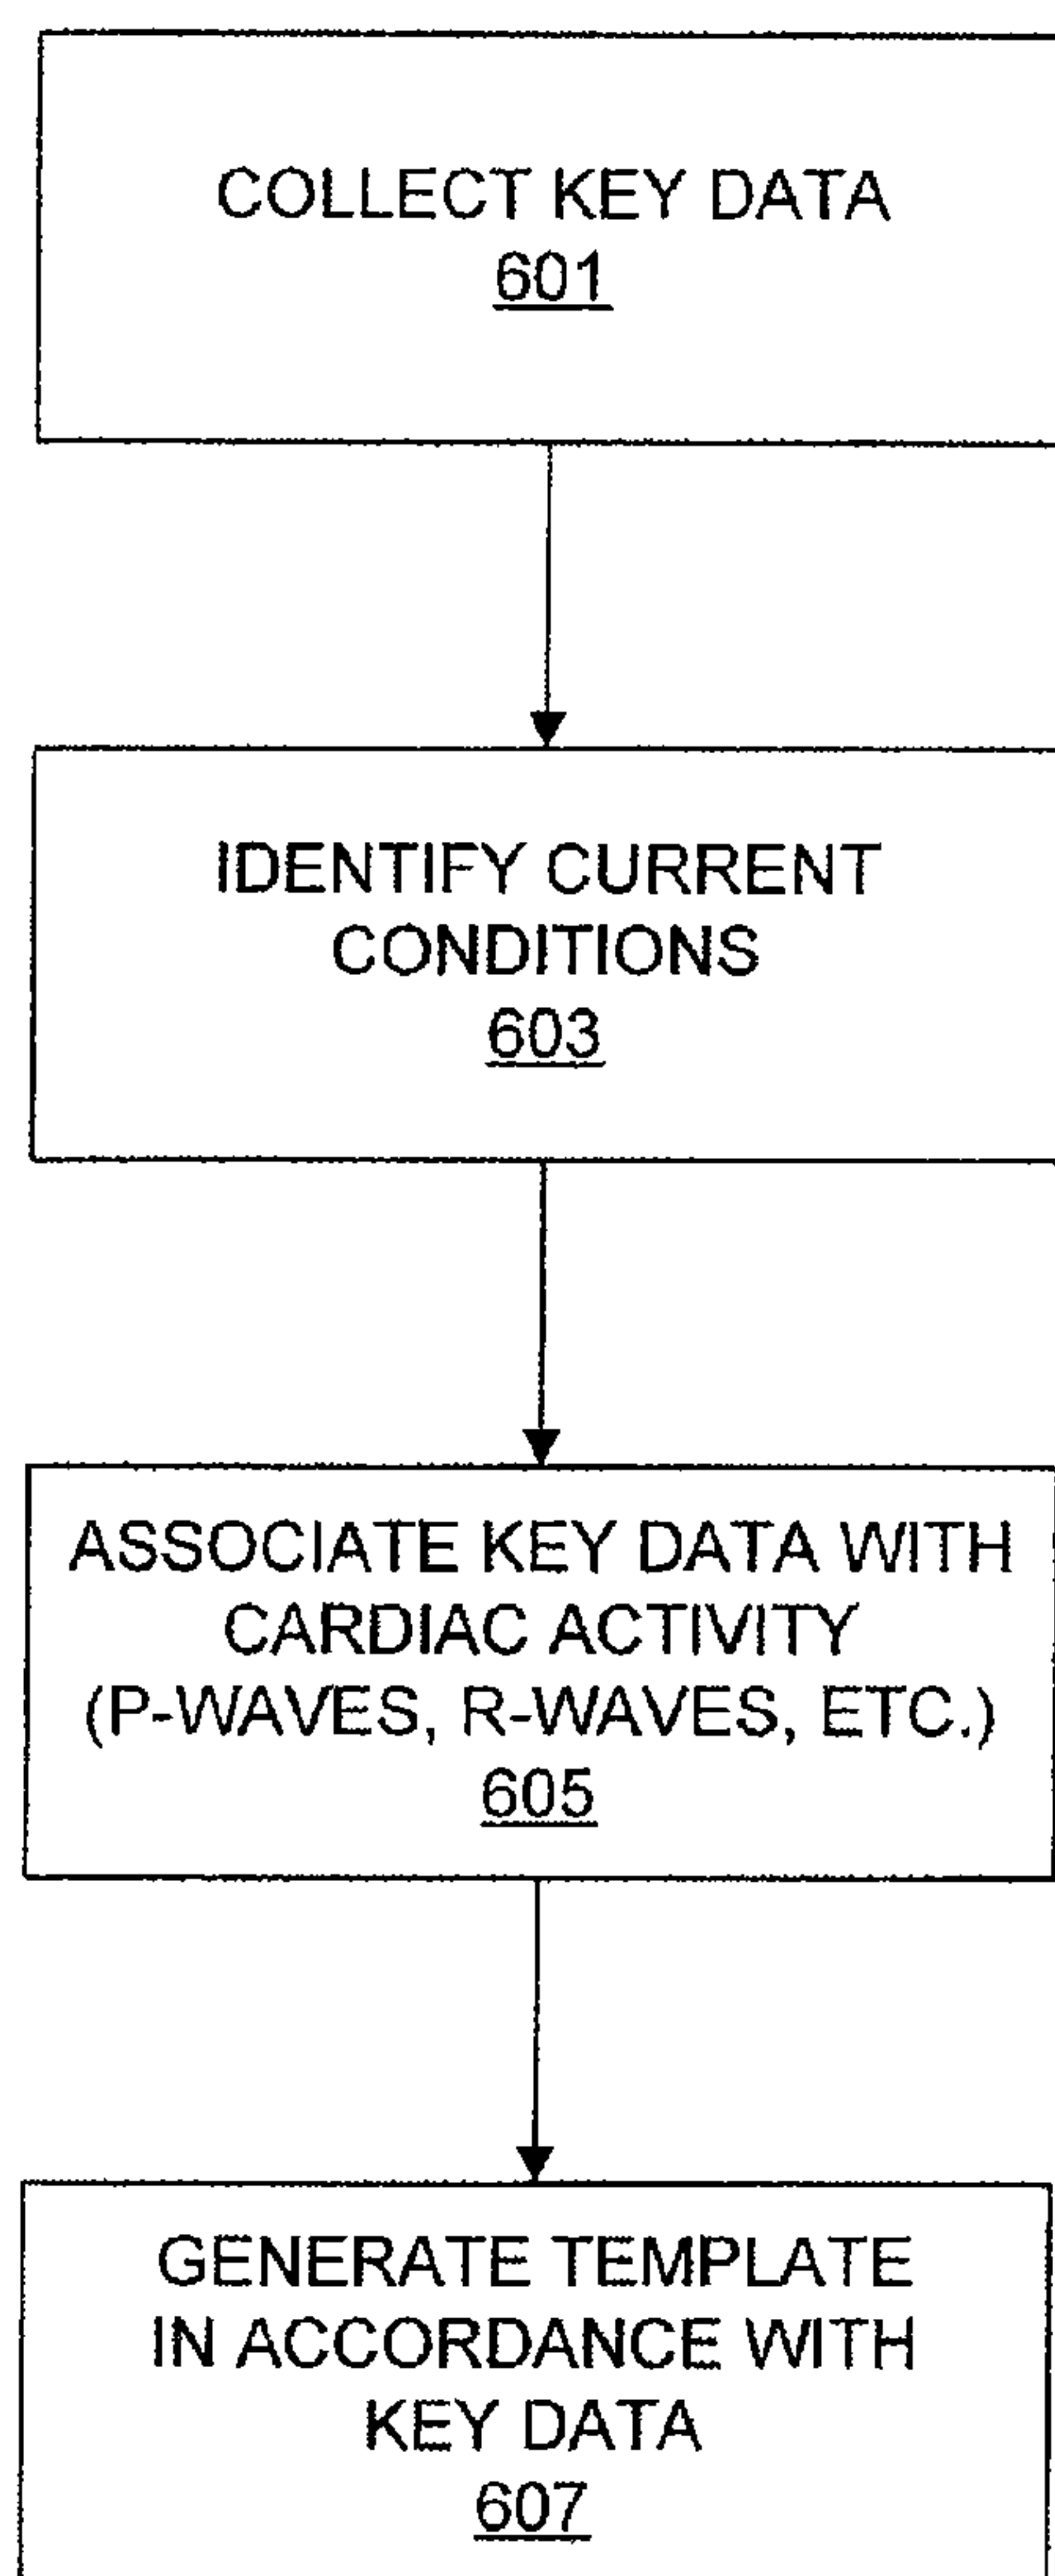 COLLECT KEY DATA
601
IDENTIFY CURRENT
CONDITIONS
603
ASSOCIATE KEY DATA WITH
CARDIAC ACTIVITY
(P-WAVES, R-WAVES, ETC.)
605
GENERATE TEMPLATE
IN ACCORDANCE WITH
KEY DATA
607